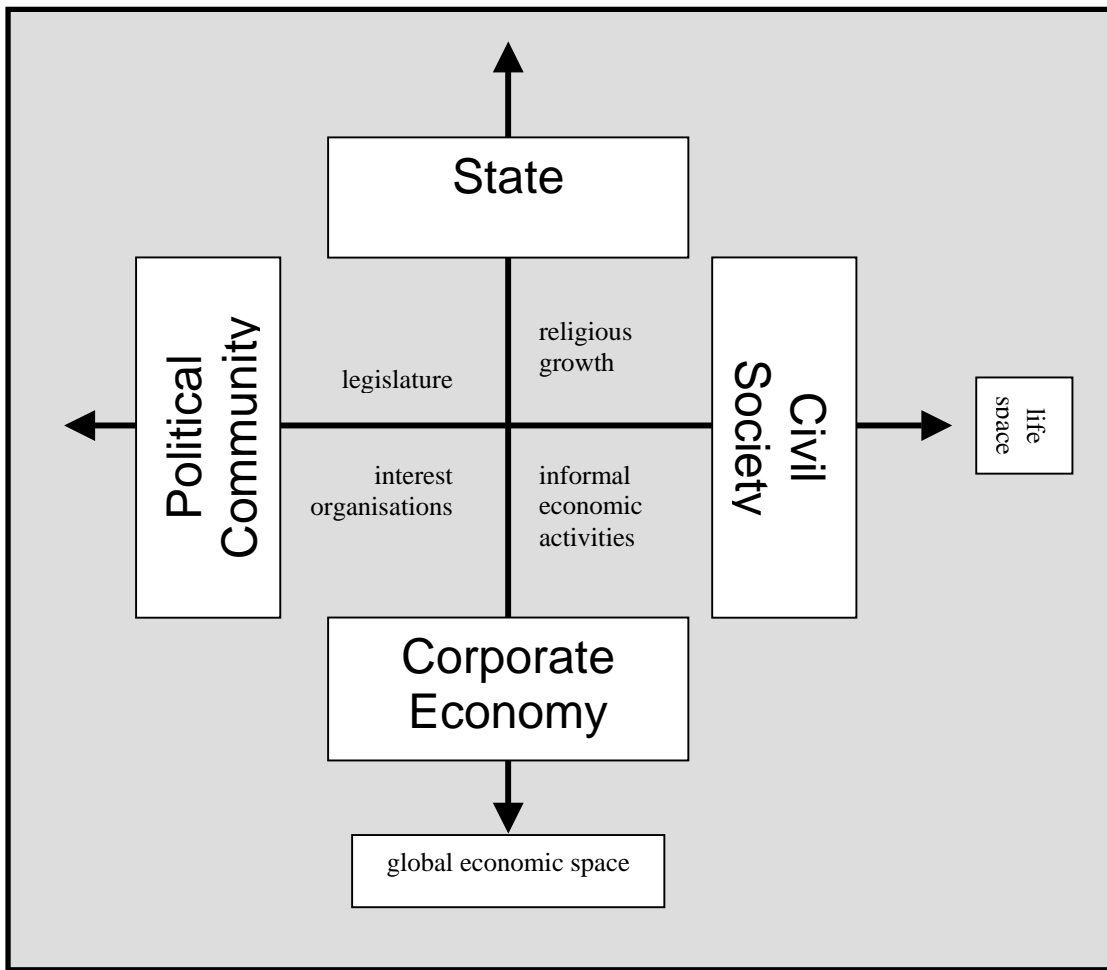 State
Political
Community
legislature
religious
growth
Civil
Society
life
space
interest
organisations
informal
economic
activities
Corporate
Economy
global economic space